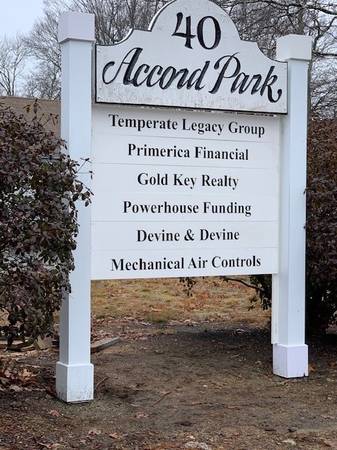 40
Accord Park
Temperate Legacy Group
Primerica Financial
Gold Key Realty
Powerhouse Funding
Devine & Devine
Mechanical Air Controls